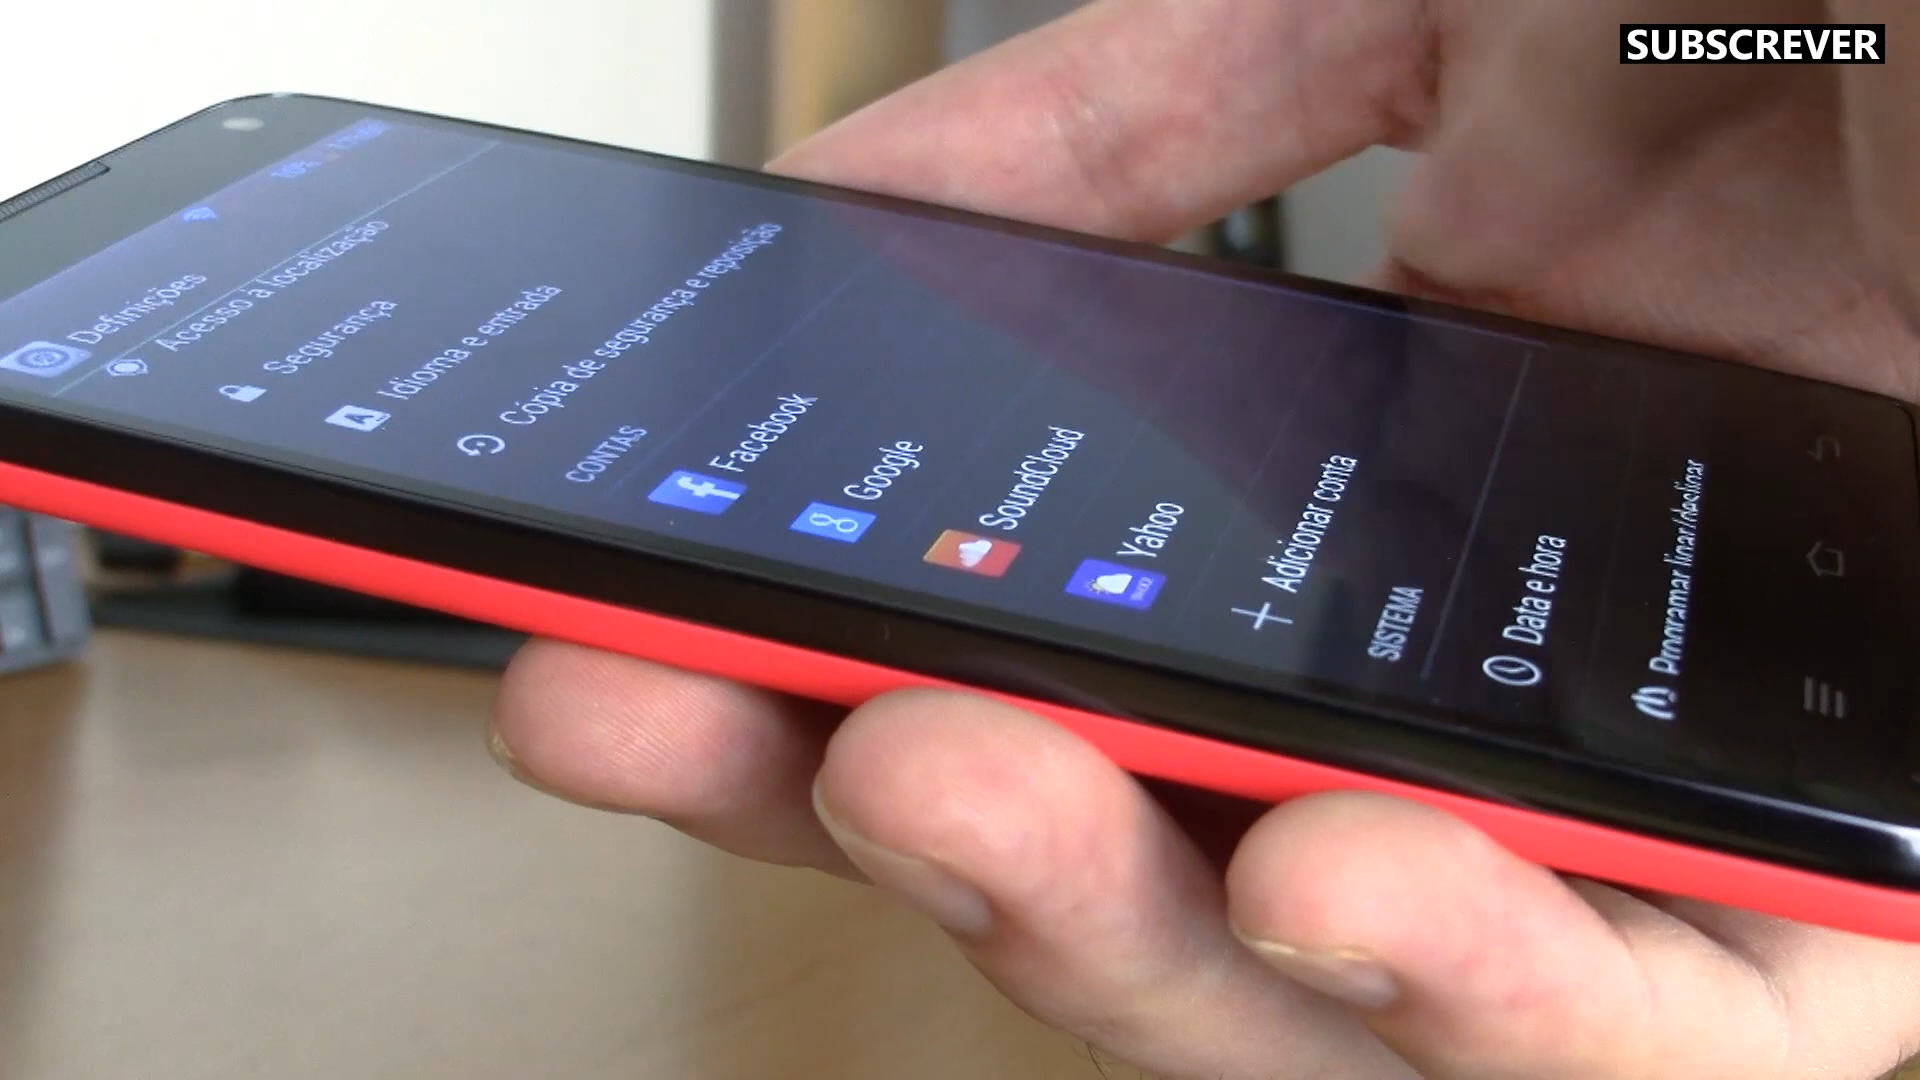 SUBSCREVER
Definições
Acesso à localização
Segurança
A Idioma e entrada
Cópia de segurança e reposição
CONTAS
f Facebook
g Google
SoundCloud
Yahoo
+ Adicionar conta
SISTEMA
Data e hora
Programar ligar/desligar